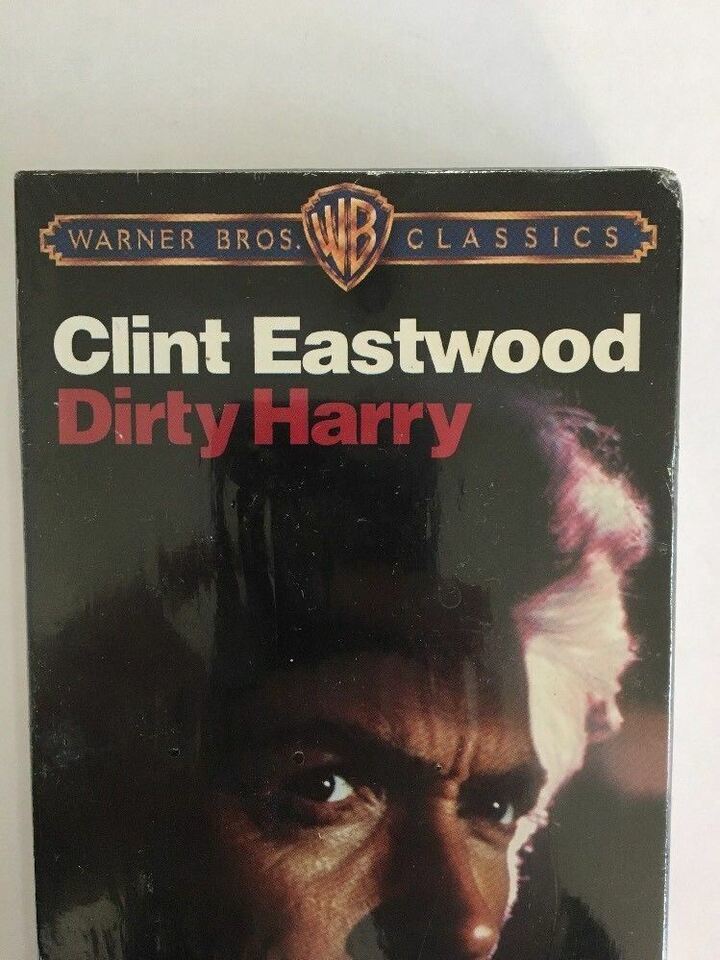 WARNER BROS. WB CLASSICS
Clint Eastwood
Dirty Harry